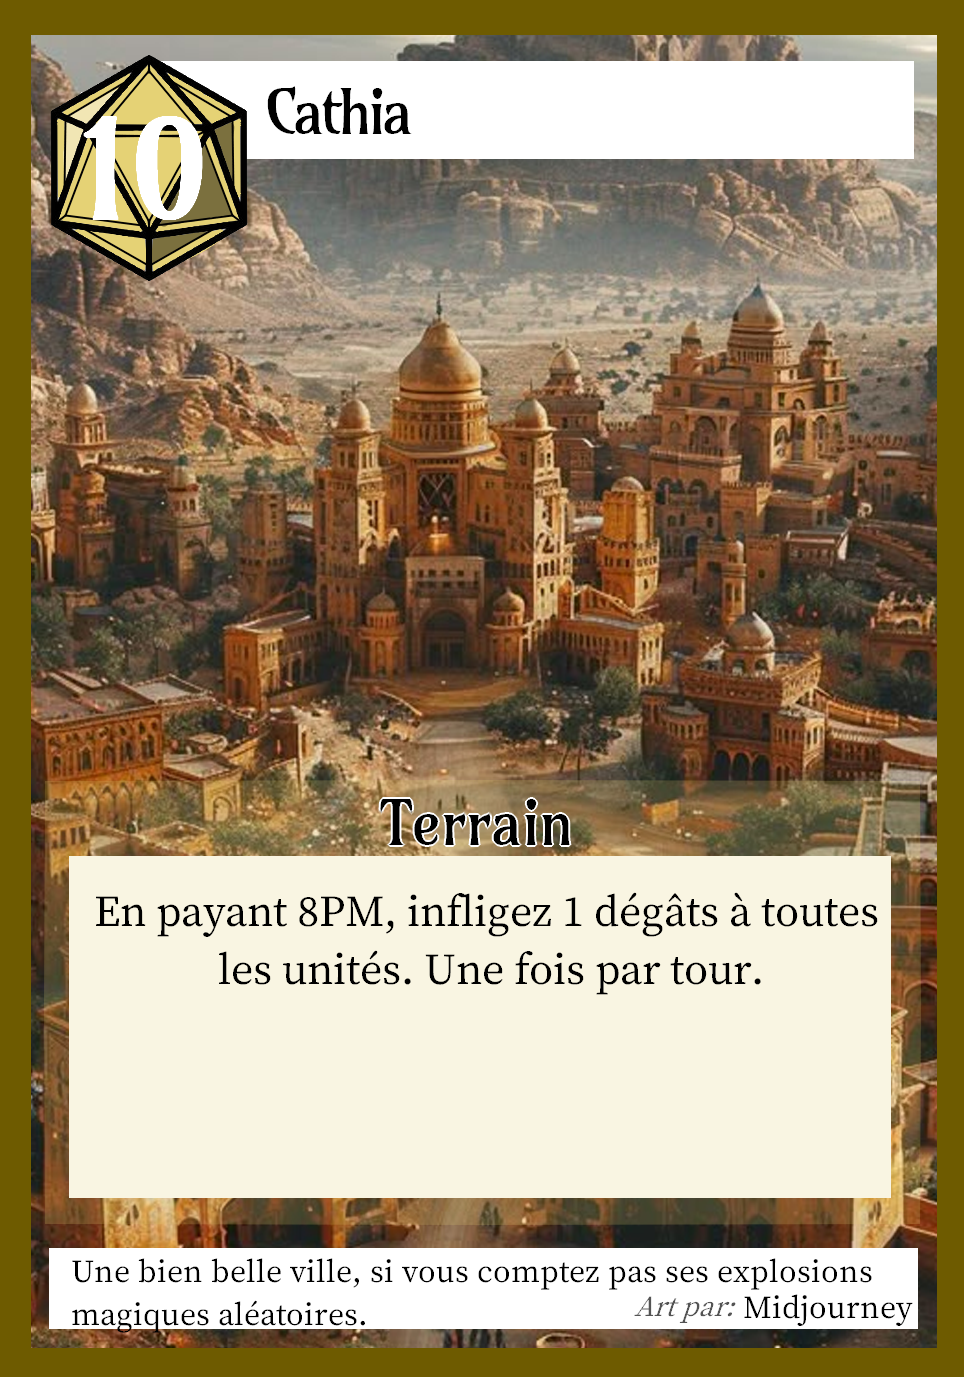 10
Cathia
Terrain
En payant 8PM, infligez 1 dégâts à toutes
les unités. Une fois par tour.
Une bien belle ville, si vous comptez pas ses explosions
magiques aléatoires.
Art par: Midjourney